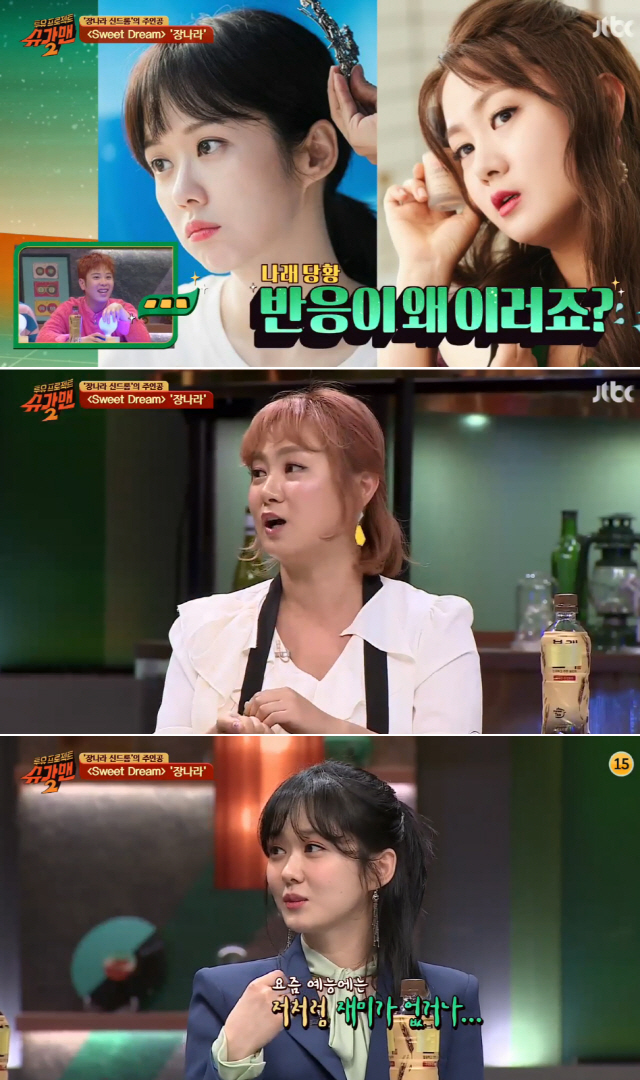 투유 프로젝트
슈가맨2
'장나라 신드롬'의 주인공
<Sweet Dream> '장나라'
jtbc
...
나래 당황
반응이 왜 이러죠?
투유 프로젝트
슈가맨2
'장나라 신드롬'의 주인공
<Sweet Dream> '장나라'
jtbc
투유 프로젝트
슈가맨2
'장나라 신드롬'의 주인공
<Sweet Dream> '장나라'
15
요즘 예능에는
저처럼 재미가 없거나...